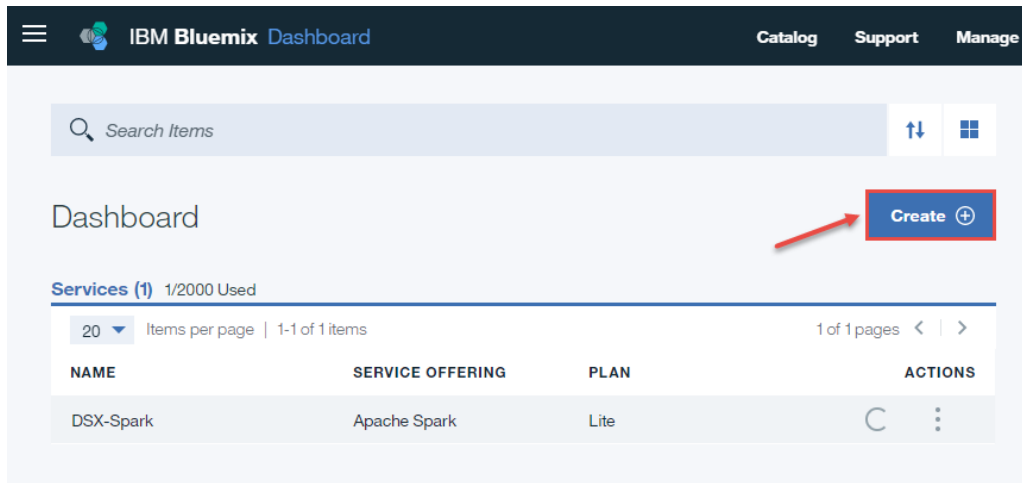 IBM Bluemix Dashboard Catalog Support Manage
Search Items
Dashboard
Create
Services (1) 1/2000 Used
20 Items per page | 1-1 of 1 items 1 of 1 pages
NAME SERVICE OFFERING PLAN ACTIONS
DSX-Spark Apache Spark Lite